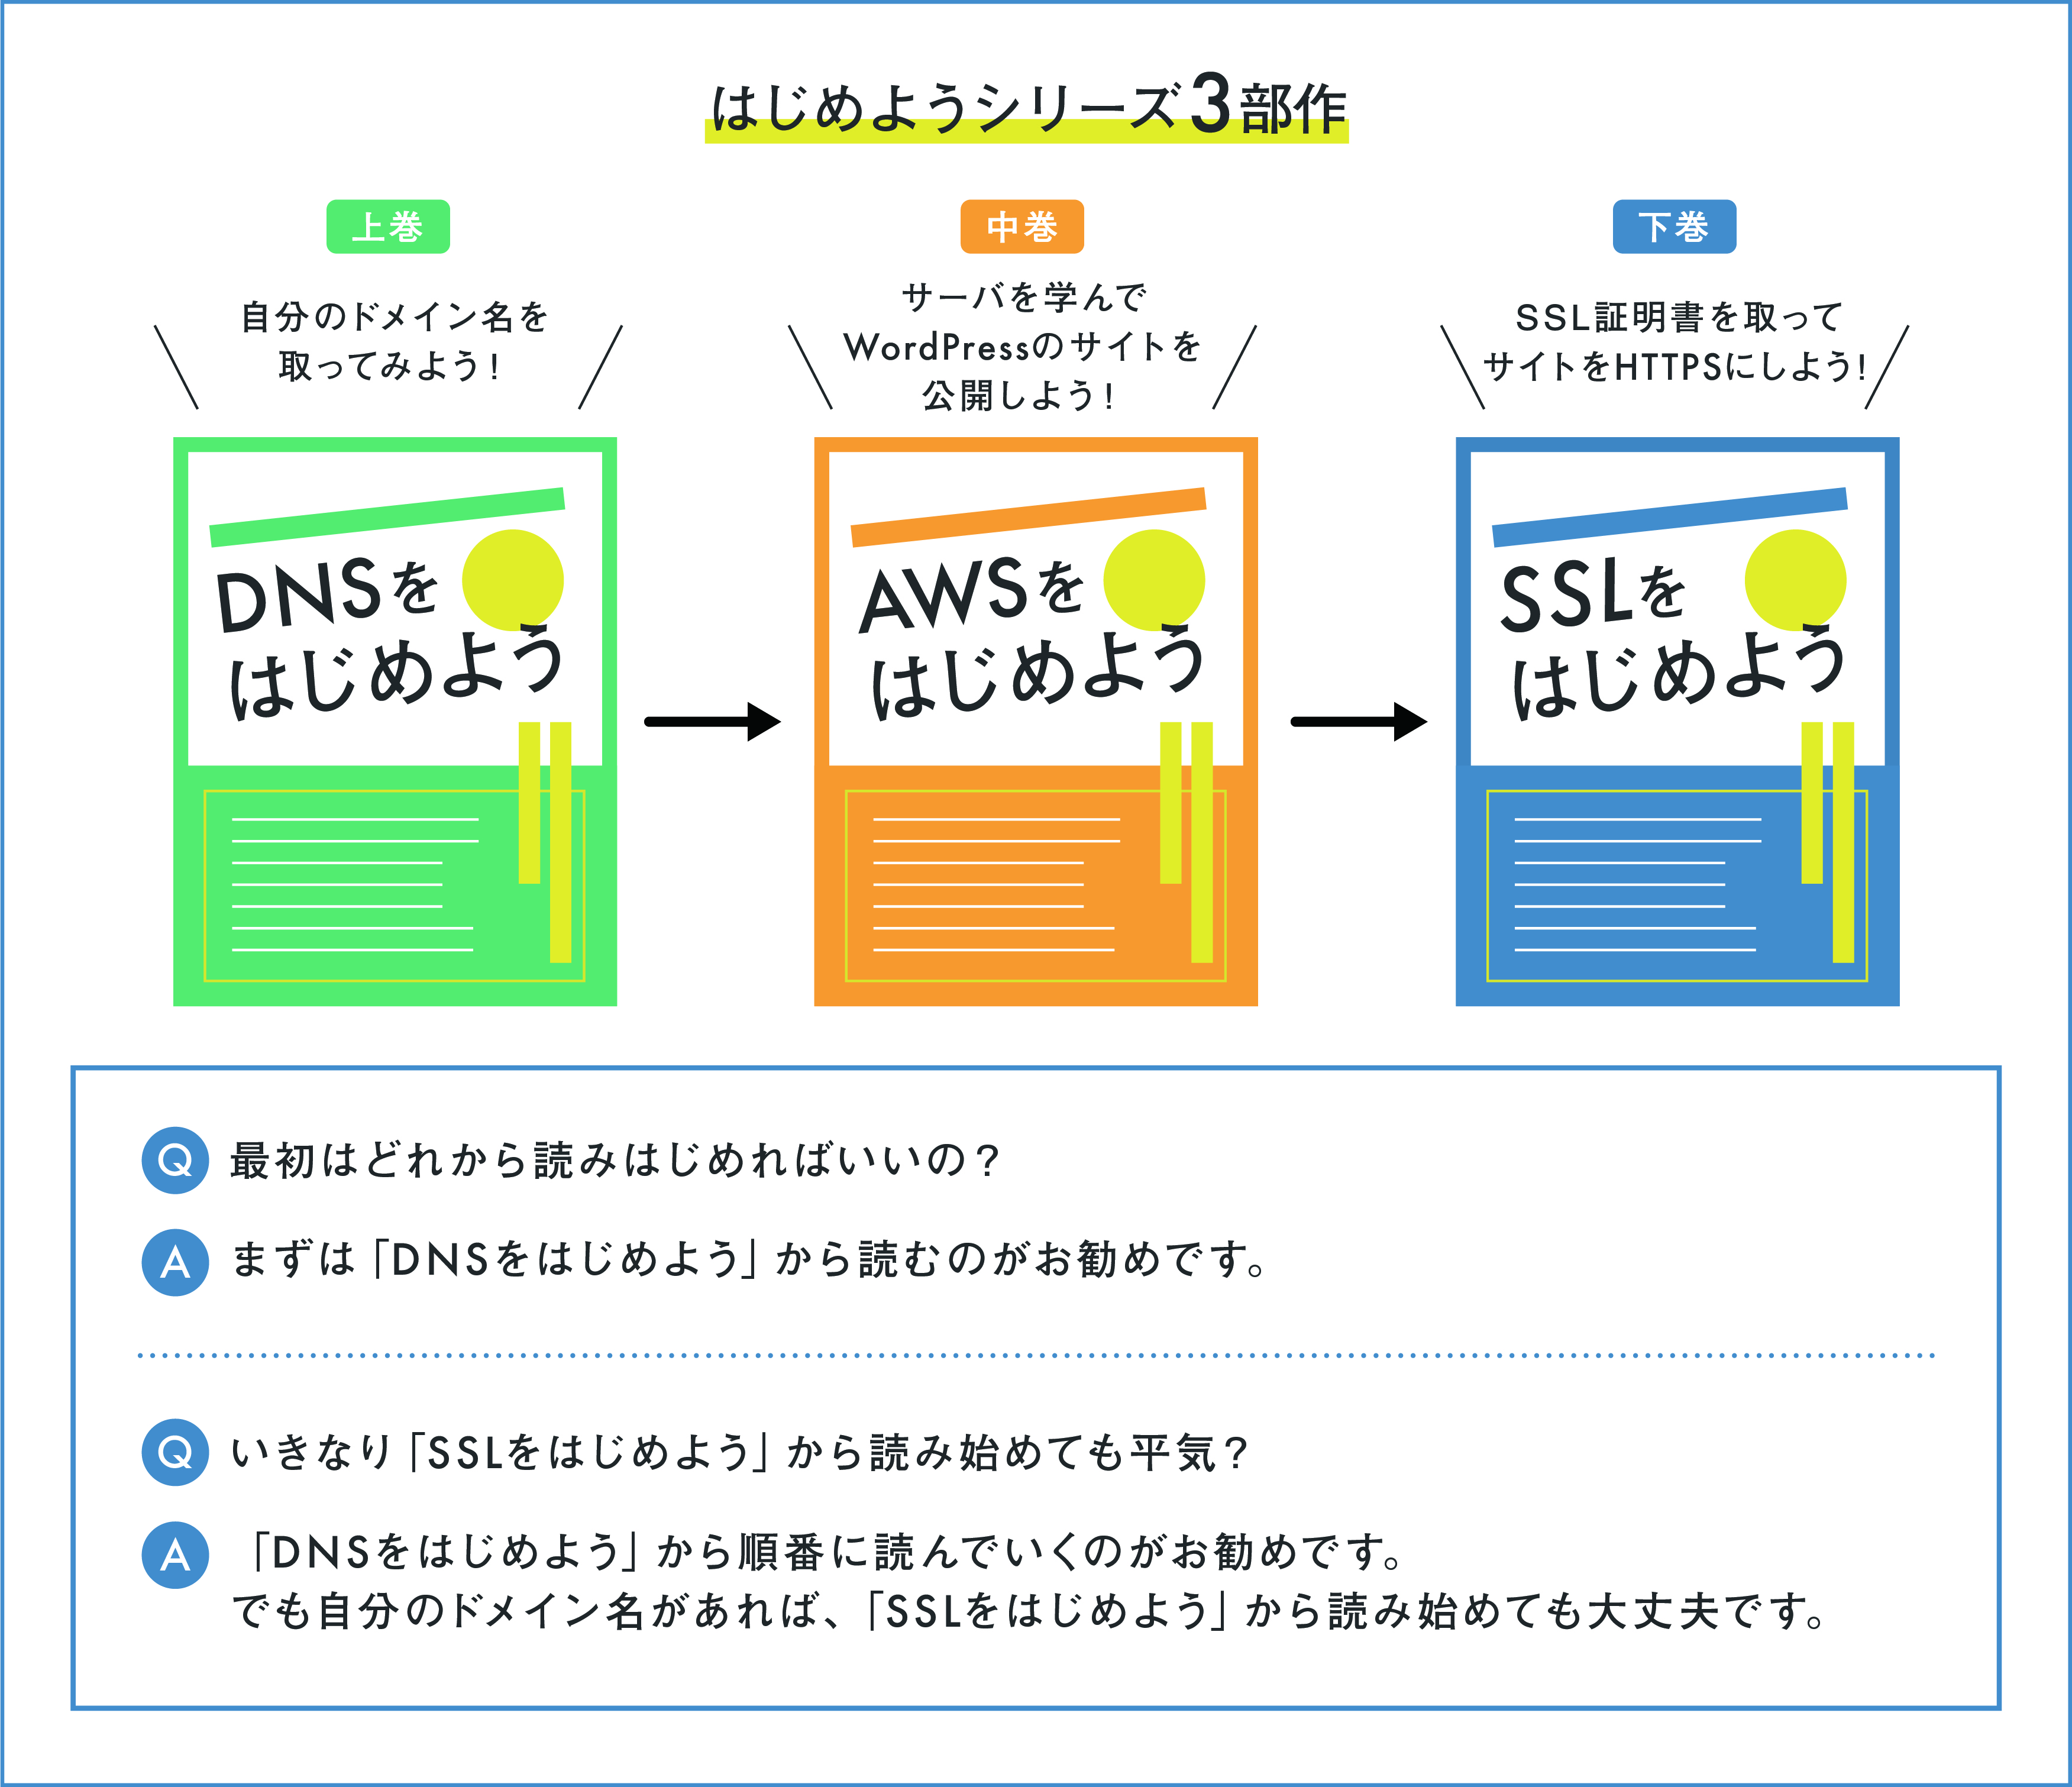 はじめようシリーズ3部作
上巻
自分のドメイン名を
取ってみよう！
DNSを
はじめよう
中巻
サーバを学んで
WordPressのサイトを
公開しよう！
AWSを
はじめよう
下巻
SSL証明書を取って
サイトをHTTPSにしよう！
SSLを
はじめよう
Q 最初はどれから読みはじめればいいの？
A まずは「DNSをはじめよう」から読むのがお勧めです。
Q いきなり「SSLをはじめよう」から読み始めても平気？
A 「DNSをはじめよう」から順番に読んでいくのがお勧めです。
でも自分のドメイン名があれば、「SSLをはじめよう」から読み始めても大丈夫です。